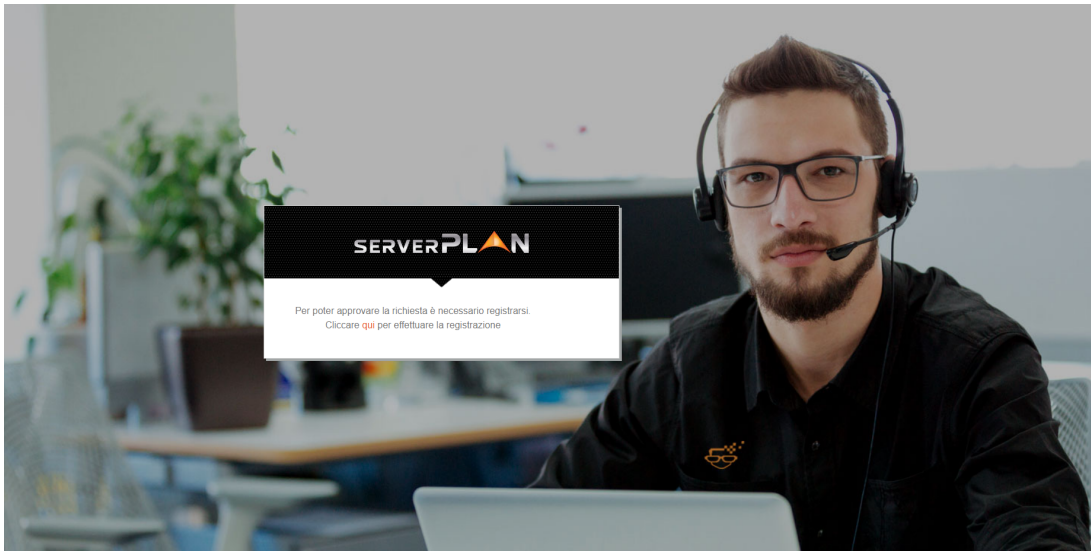 SERVERPLAN
Per poter approvare la richiesta è necessario registrarsi.
Cliccare qui per effettuare la registrazione